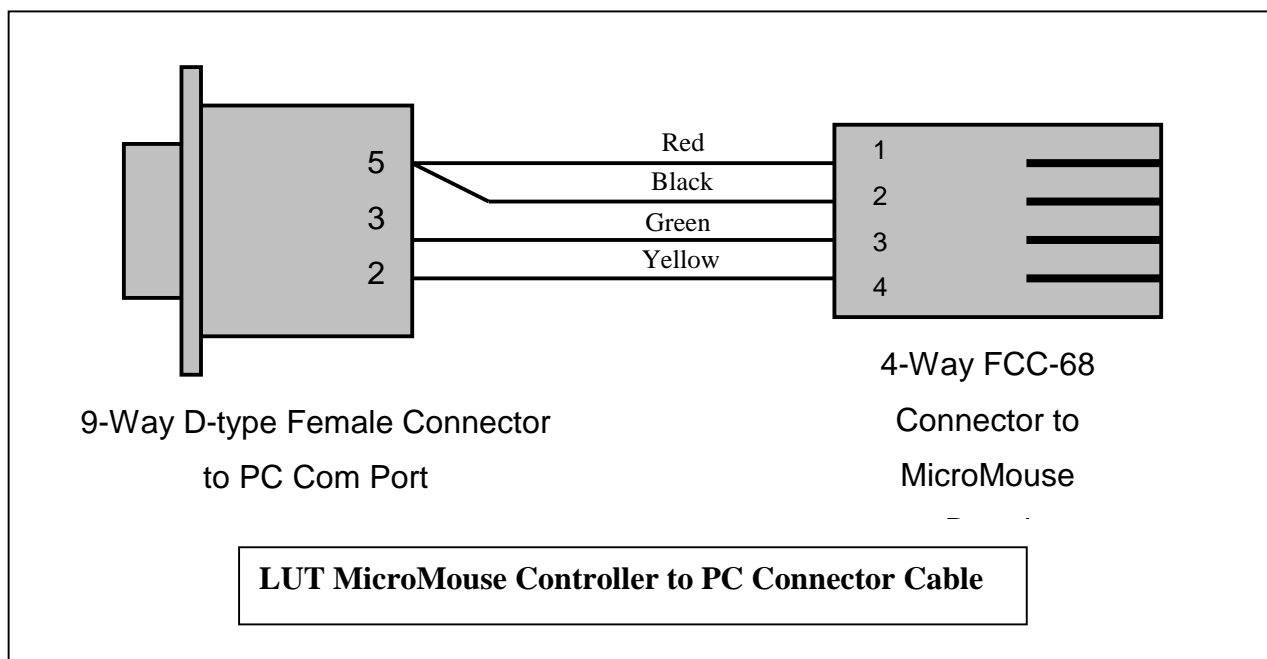 Red
5 1
Black
2
Green
3 3
Yellow
2 4
9-Way D-type Female Connector
to PC Com Port
4-Way FCC-68
Connector to
MicroMouse
LUT MicroMouse Controller to PC Connector Cable